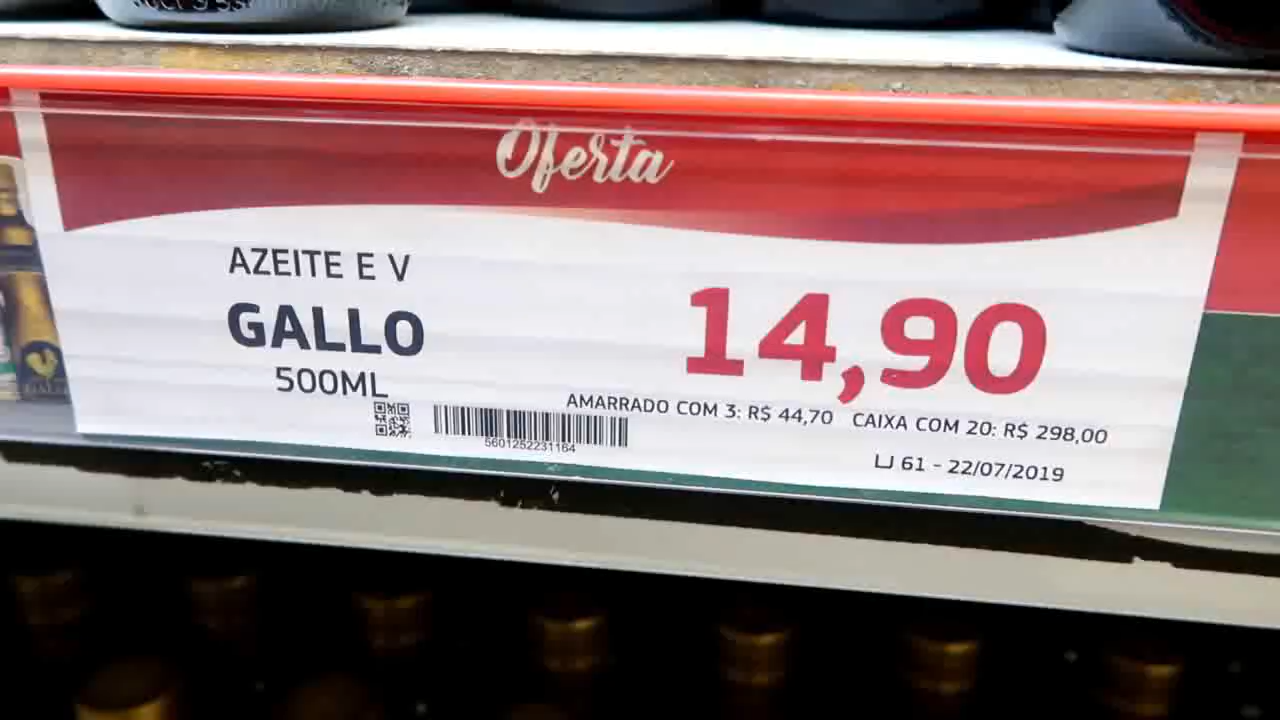 Oferta
AZEITE E V
GALLO
500ML
14,90
AMARRADO COM 3: R$ 44,70 CAIXA COM 20: R$ 298,00
5601252231164
LJ 61 - 22/07/2019